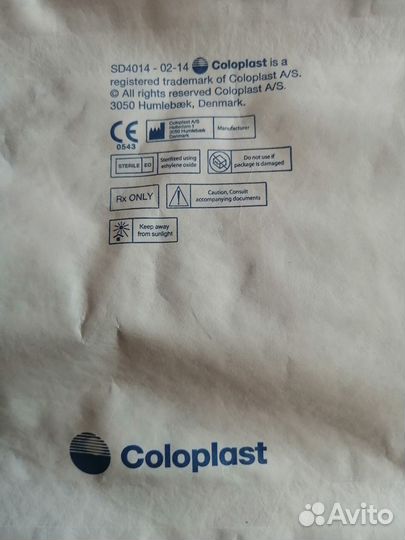 SD4014 - 02-14 Coloplast is a
registered trademark of Coloplast A/S.
© All rights reserved Coloplast A/S.
3050 Humlebæk, Denmark.
CE
0543
Coloplast A/S
Holtedam 1
3050 Humlebæk
Denmark
Manufacturer
STERILE EO
Sterilized using
ethylene oxide
Do not use if
package is damaged
Rx ONLY
Caution, Consult
accompanying documents
Keep away
from sunlight
Coloplast
Avito